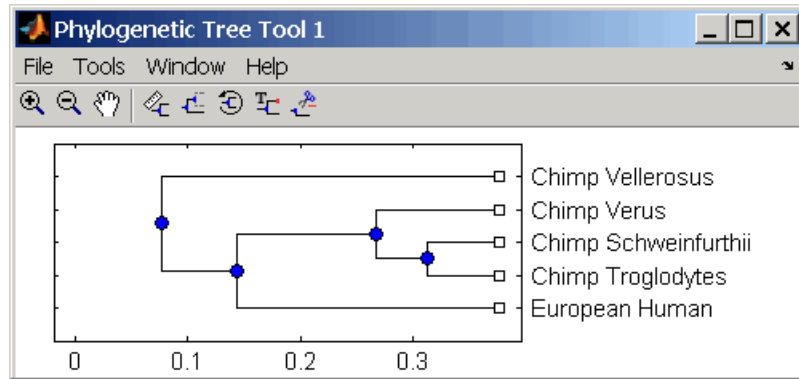 Phylogenetic Tree Tool 1
File Tools Window Help
Chimp Vellerosus
Chimp Verus
Chimp Schweinfurthii
Chimp Troglodytes
European Human
0 0.1 0.2 0.3